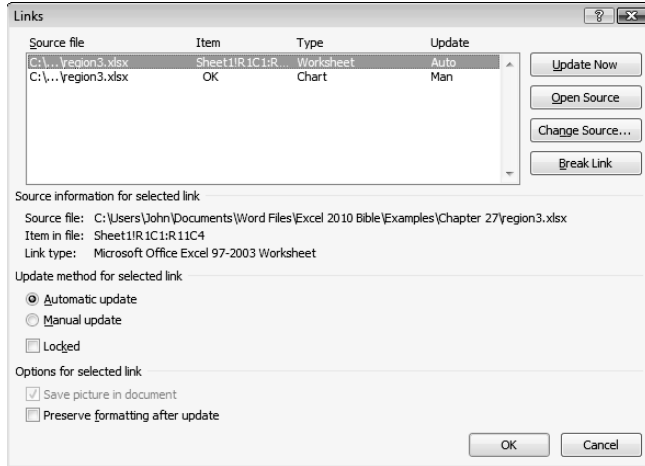 Links
Source file Item Type Update
C:\...\region3.xlsx Sheet1!R1C1:R... Worksheet Auto
C:\...\region3.xlsx OK Chart Man
Update Now
Open Source
Change Source...
Break Link
Source information for selected link
Source file: C:\Users\John\Documents\Word Files\Excel 2010 Bible\Examples\Chapter 27\region3.xlsx
Item in file: Sheet1!R1C1:R11C4
Link type: Microsoft Office Excel 97-2003 Worksheet
Update method for selected link
Automatic update
Manual update
Locked
Options for selected link
Save picture in document
Preserve formatting after update
OK Cancel